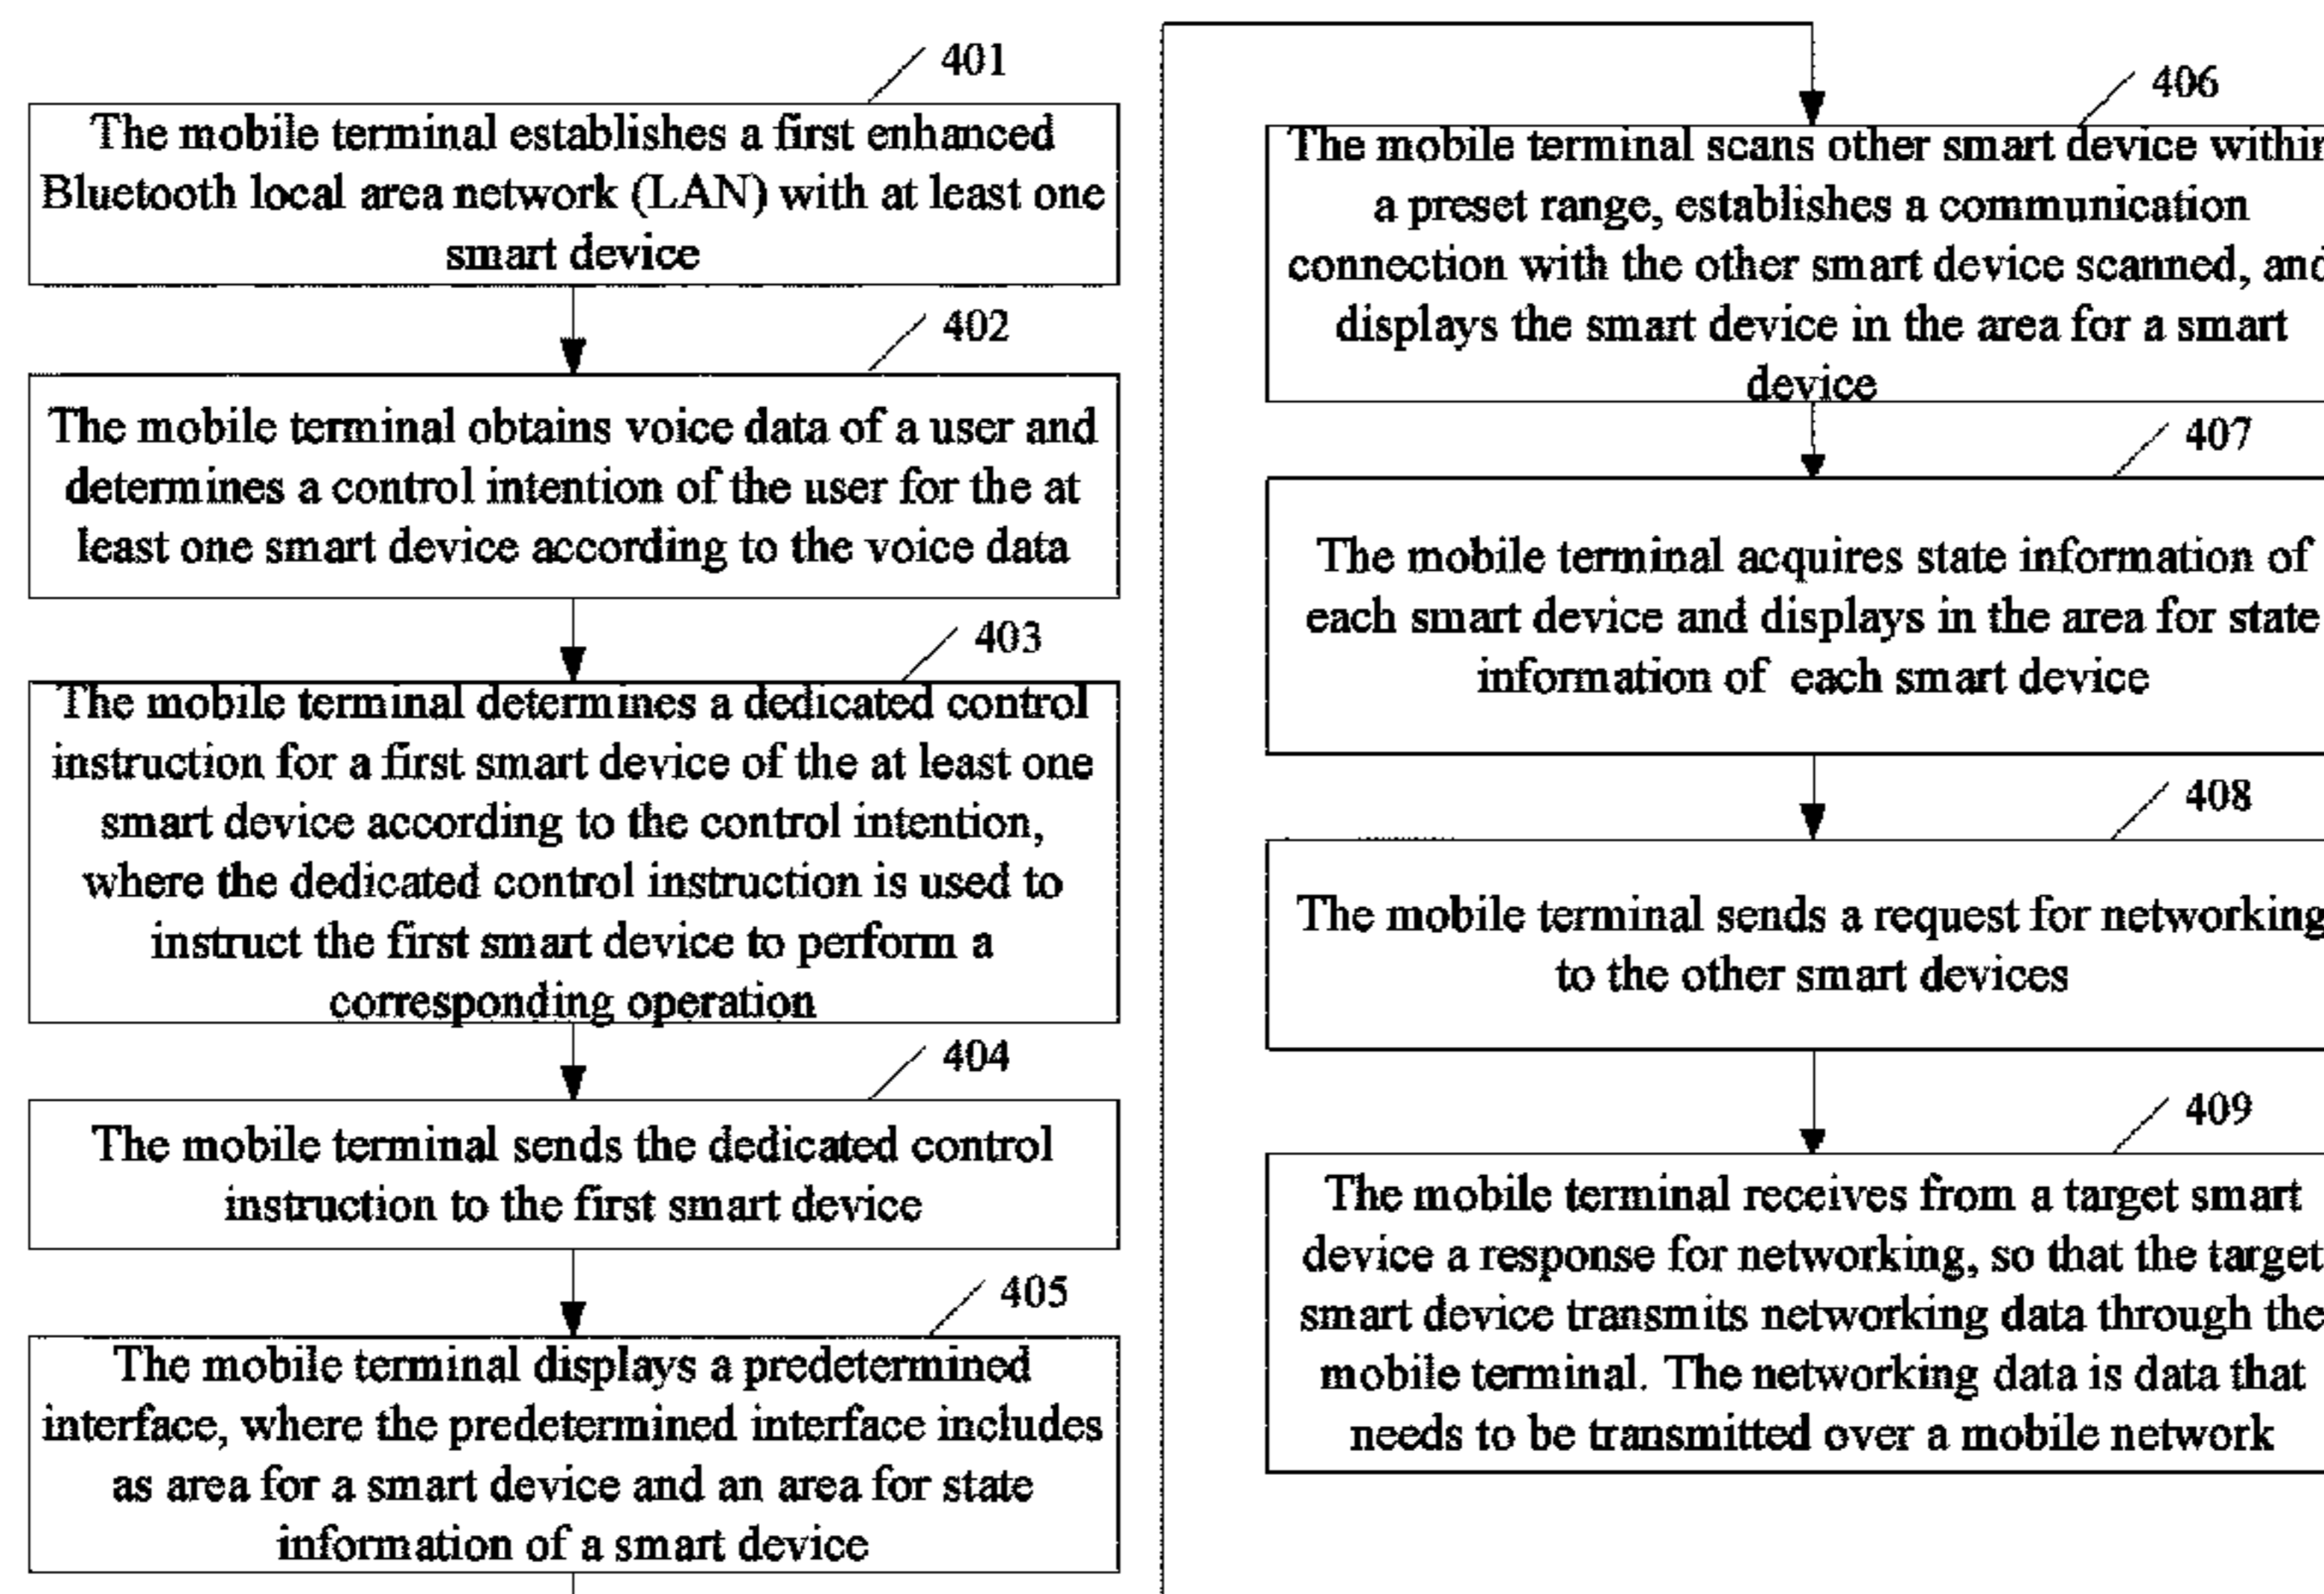 401
The mobile terminal establishes a first enhanced
Bluetooth local area network (LAN) with at least one
smart device
402
The mobile terminal obtains voice data of a user and
determines a control intention of the user for the at
least one smart device according to the voice data
403
The mobile terminal determines a dedicated control
instruction for a first smart device of the at least one
smart device according to the control intention,
where the dedicated control instruction is used to
instruct the first smart device to perform a
corresponding operation
404
The mobile terminal sends the dedicated control
instruction to the first smart device
405
The mobile terminal displays a predetermined
interface, where the predetermined interface includes
as area for a smart device and an area for state
information of a smart device
406
The mobile terminal scans other smart device within
a preset range, establishes a communication
connection with the other smart device scanned, and
displays the smart device in the area for a smart
device
407
The mobile terminal acquires state information of
each smart device and displays in the area for state
information of each smart device
408
The mobile terminal sends a request for networking
to the other smart devices
409
The mobile terminal receives from a target smart
device a response for networking, so that the target
smart device transmits networking data through the
mobile terminal. The networking data is data that
needs to be transmitted over a mobile network